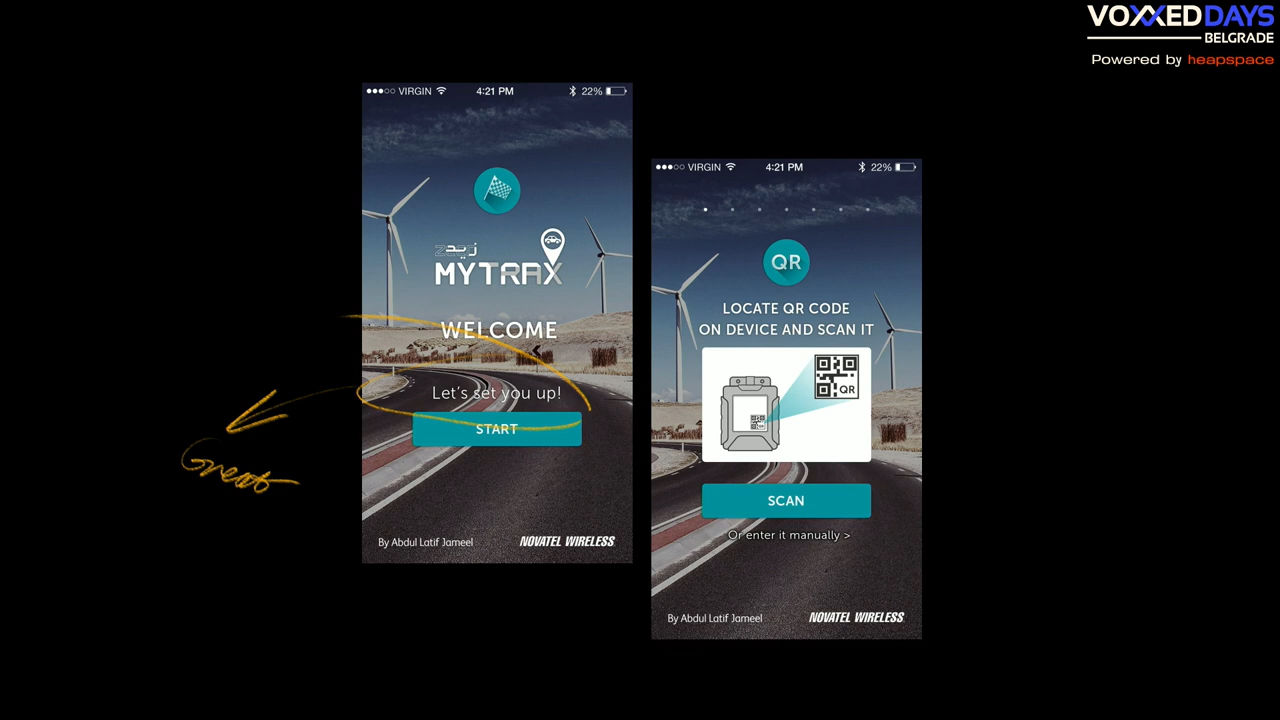 VOXXED DAYS
BELGRADE
Powered by heapspace
VIRGIN 4:21 PM 22%
زيد
MYTRAX
WELCOME
Let's set you up!
START
By Abdul Latif Jameel NOVATEL WIRELESS
Great
VIRGIN 4:21 PM 22%
QR
LOCATE QR CODE
ON DEVICE AND SCAN IT
QR
SCAN
Or enter it manually >
By Abdul Latif Jameel NOVATEL WIRELESS